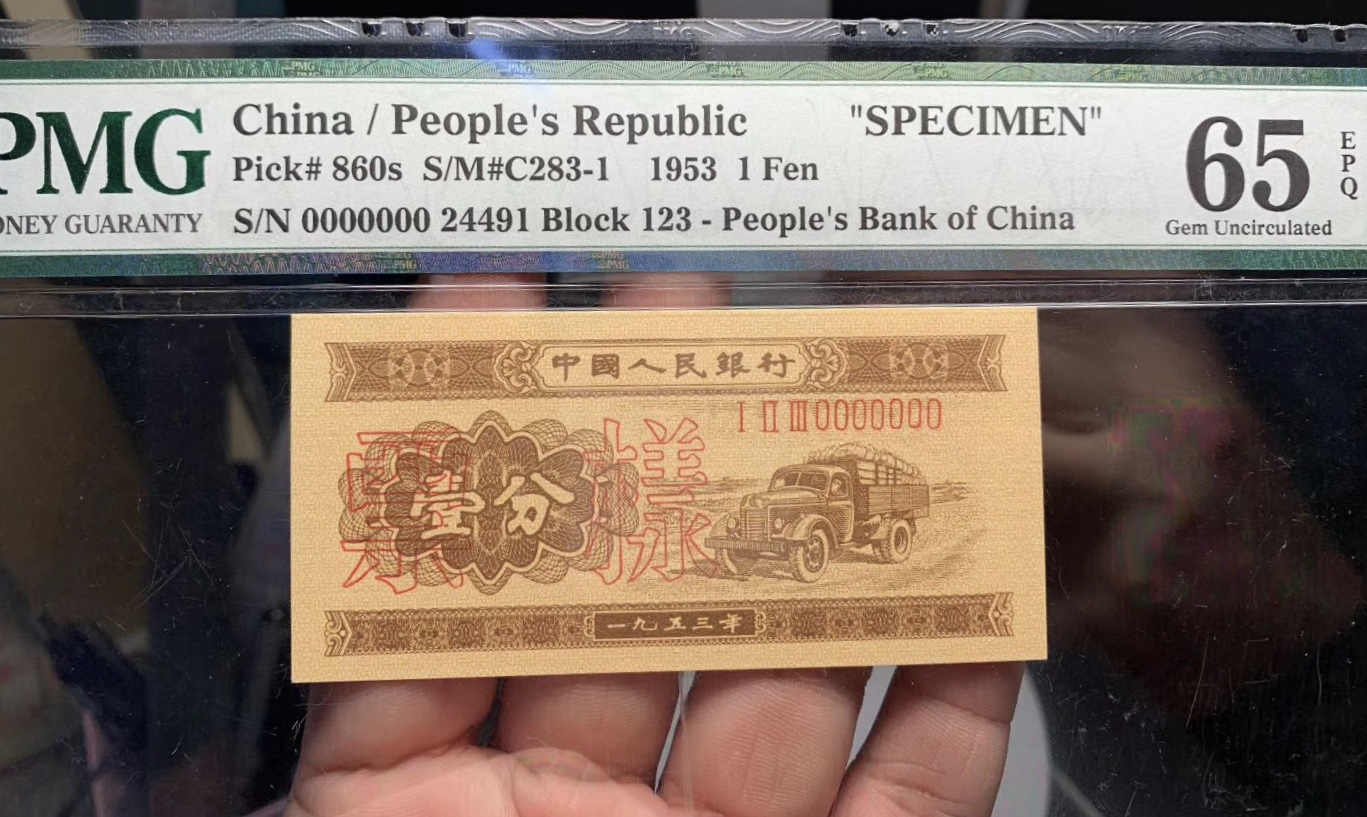 PMG
China / People's Republic "SPECIMEN"
Pick# 860s S/M#C283-1 1953 1 Fen
S/N 0000000 24491 Block 123 - People's Bank of China
GUARANTY
65
EPQ
Gem Uncirculated
中國人民銀行
I II III 0000000
票樣
壹分
一九五三年